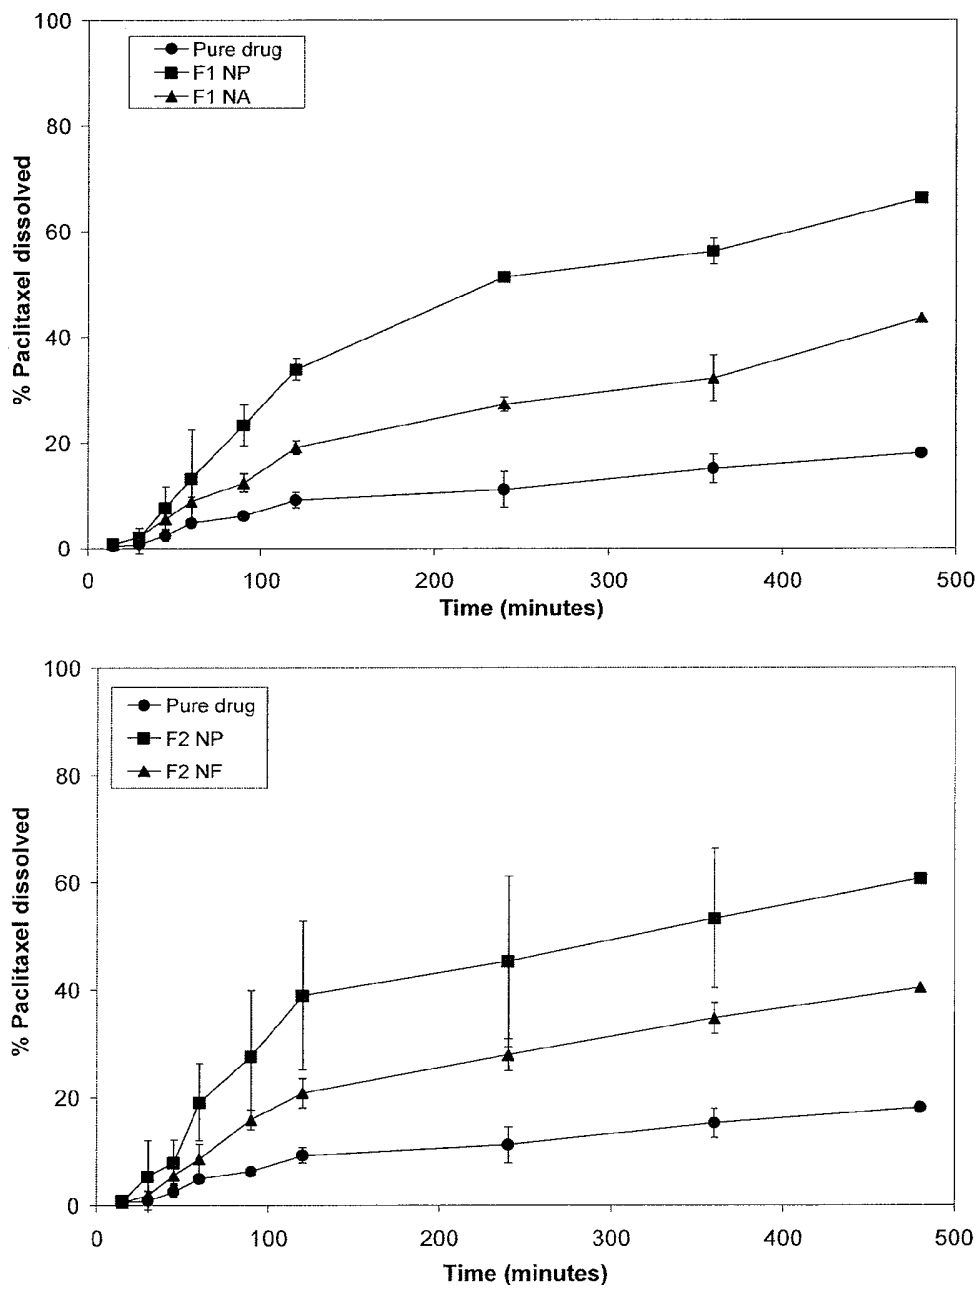 100
80
60
40
20
0
% Paclitaxel dissolved
Pure drug
F1 NP
F1 NA
0 100 200 300 400 500
Time (minutes)
100
80
60
40
20
0
% Paclitaxel dissolved
Pure drug
F2 NP
F2 NF
0 100 200 300 400 500
Time (minutes)